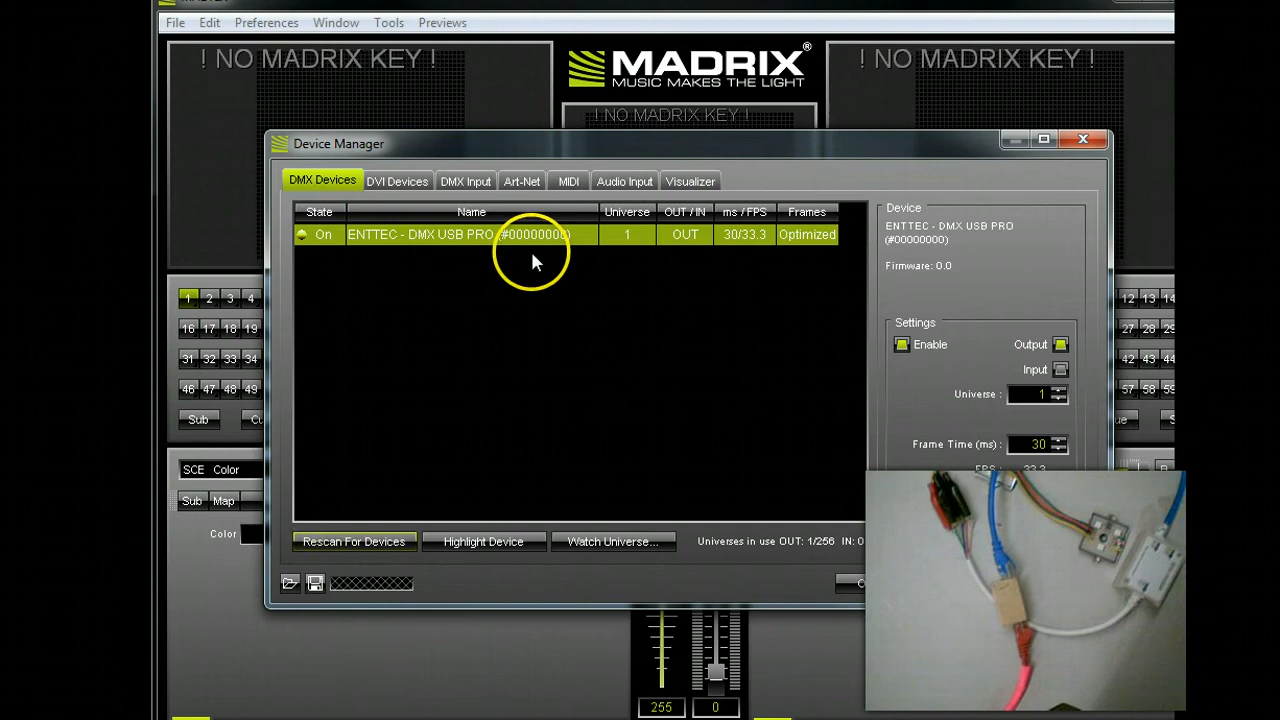 File Edit Preferences Window Tools Previews
! NO MADRIX KEY !
MADRIX®
MUSIC MAKES THE LIGHT
! NO MADRIX KEY !
! NO MADRIX KEY !
Device Manager
DMX Devices DVI Devices DMX Input Art-Net MIDI Audio Input Visualizer
State Name Universe OUT / IN ms / FPS Frames
On ENTTEC - DMX USB PRO (#00000000) 1 OUT 30/33.3 Optimized
Device
ENTTEC - DMX USB PRO
(#00000000)
Firmware: 0.0
Settings
Enable Output
Input
Universe : 1
Frame Time (ms) : 30
FPS 33.3
Rescan For Devices Highlight Device Watch Universe... Universes in use OUT: 1/256 IN: 0
1 2 3 4
16 17 18 19
31 32 33 34
46 47 48 49
Sub
12 13 14
27 28 29
42 43 44
57 58 59
SCE Color
Sub Map
Color
255 0